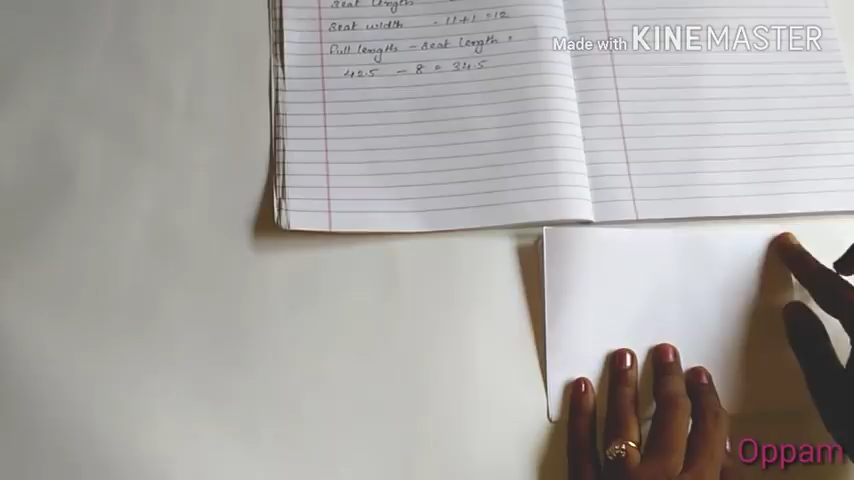 Seat length
Seat width - 11+1 = 12
Full length - Seat length =
42.5 - 8 = 34.5
Made with KINEMASTER
Oppam